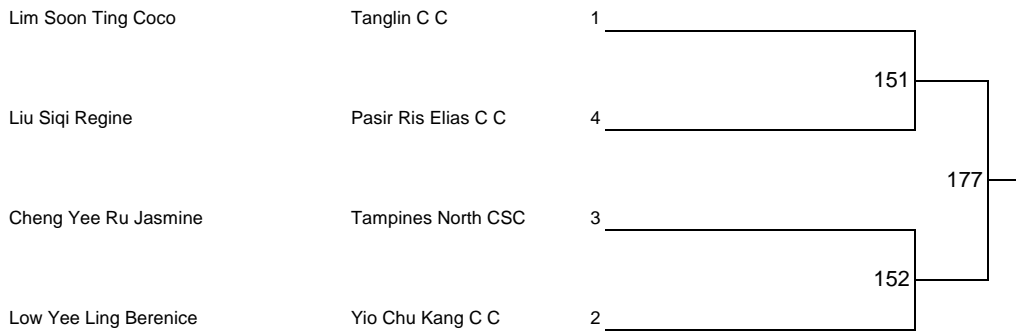 Lim Soon Ting Coco Tanglin C C 1
151
Liu Siqi Regine Pasir Ris Elias C C 4
177
Cheng Yee Ru Jasmine Tampines North CSC 3
152
Low Yee Ling Berenice Yio Chu Kang C C 2